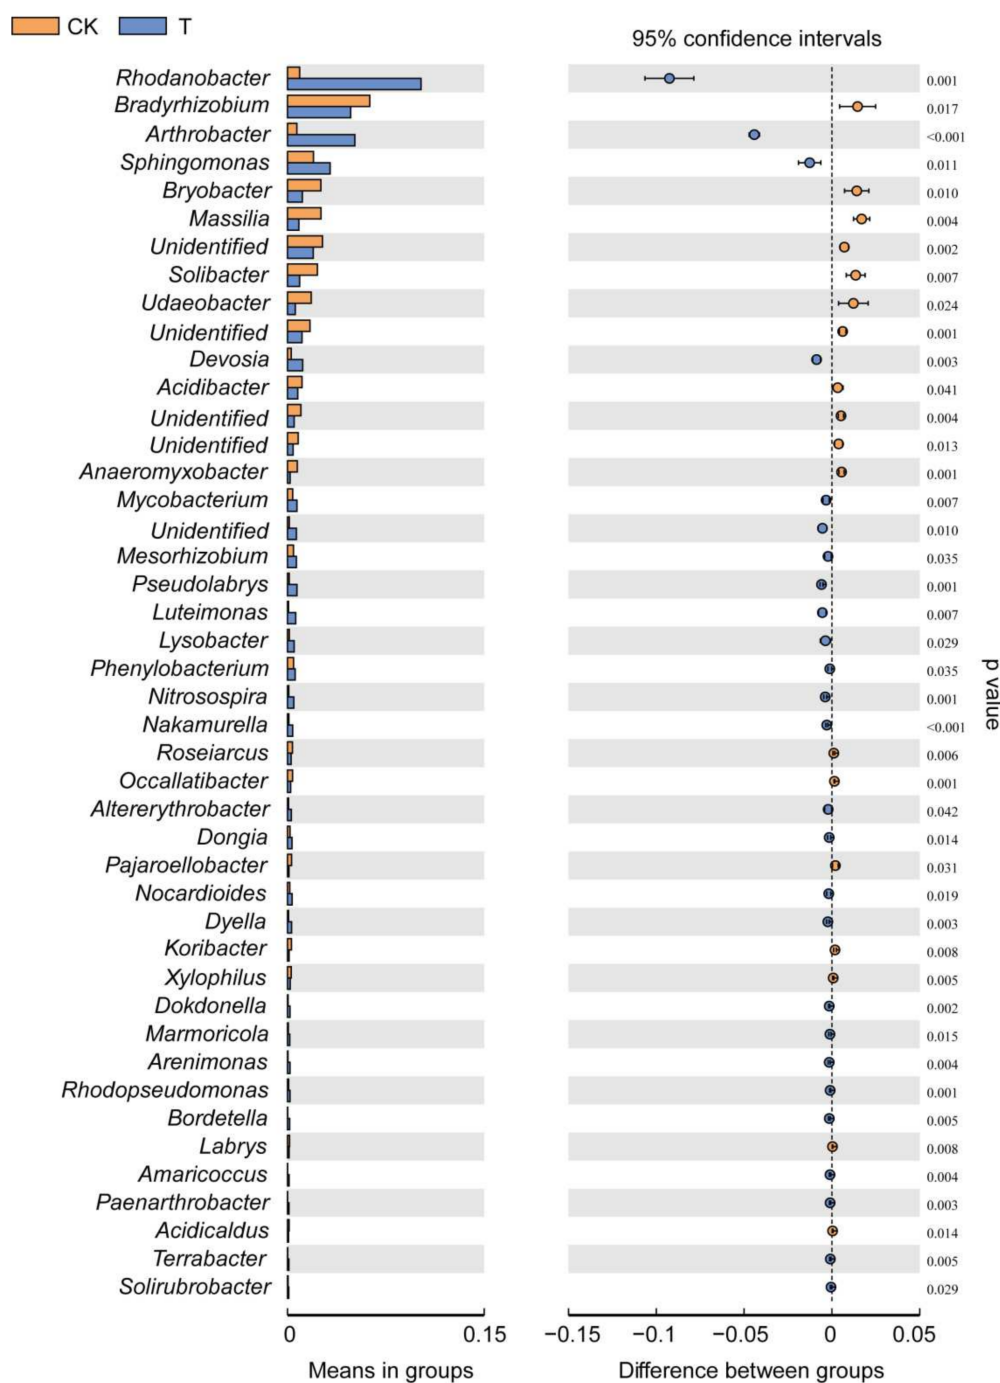 CK T
95% confidence intervals
Rhodanobacter 0.001
Bradyrhizobium 0.017
Arthrobacter <0.001
Sphingomonas 0.011
Bryobacter 0.010
Massilia 0.004
Unidentified 0.002
Solibacter 0.007
Udaeobacter 0.024
Unidentified 0.001
Devosia 0.003
Acidibacter 0.041
Unidentified 0.004
Unidentified 0.013
Anaeromyxobacter 0.001
Mycobacterium 0.007
Unidentified 0.010
Mesorhizobium 0.035
Pseudolabrys 0.001
Luteimonas 0.007
Lysobacter 0.029
Phenylobacterium 0.035
Nitrosospira 0.001
Nakamurella <0.001
Roseiarcus 0.006
Occallatibacter 0.001
Altererythrobacter 0.042
Dongia 0.014
Pajaroellobacter 0.031
Nocardioides 0.019
Dyella 0.003
Koribacter 0.008
Xylophilus 0.005
Dokdonella 0.002
Marmoricola 0.015
Arenimonas 0.004
Rhodopseudomonas 0.001
Bordetella 0.005
Labrys 0.008
Amaricoccus 0.004
Paenarthrobacter 0.003
Acidicaldus 0.014
Terrabacter 0.005
Solirubrobacter 0.029
p value
0 0.15 −0.15 −0.1 −0.05 0 0.05
Means in groups Difference between groups